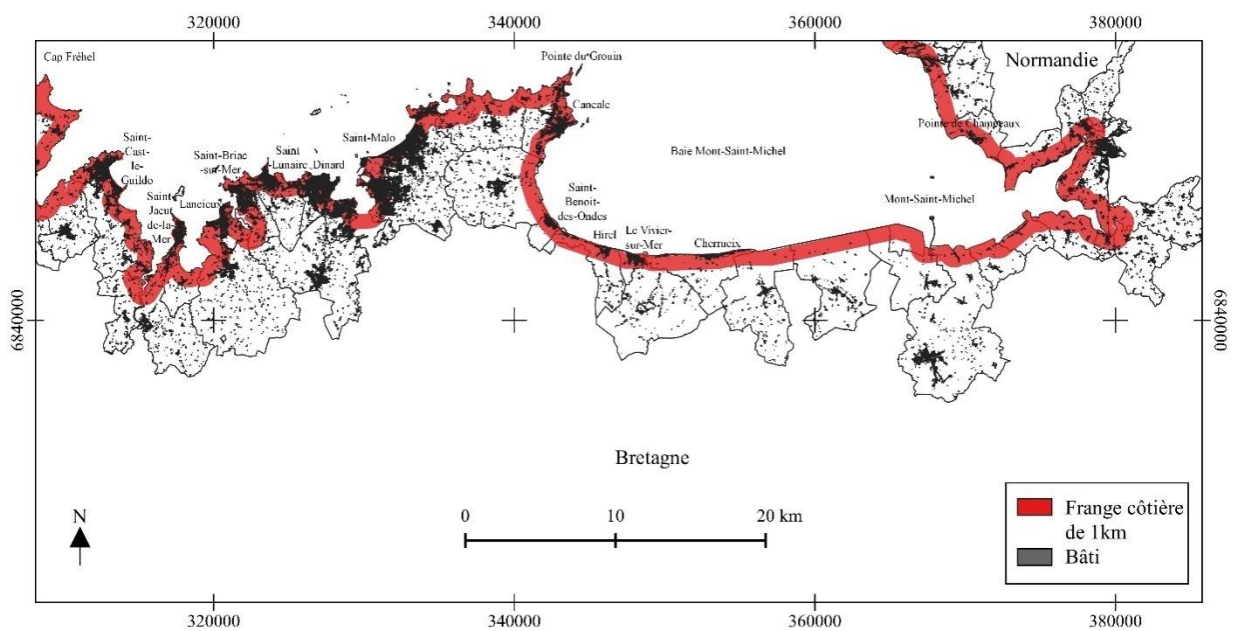 320000
340000
360000
380000
Cap Fréhel
Pointe du Grouin
Normandie
Cancale
Pointe de Champeaux
Saint-Malo
Baie Mont-Saint-Michel
Saint-
Cast-
le-
Guildo
Saint-Briac
-sur-Mer
Saint
Lunaire
Dinard
Saint
Jacut
de-la-
Mer
Lancieux
Saint-
Benoit-
des-Ondes
Mont-Saint-Michel
Hirel
Le Vivier-
sur-Mer
Cherrueix
6840000
6840000
Bretagne
N
0
10
20 km
Frange côtière
de 1km
Bâti
320000
340000
360000
380000